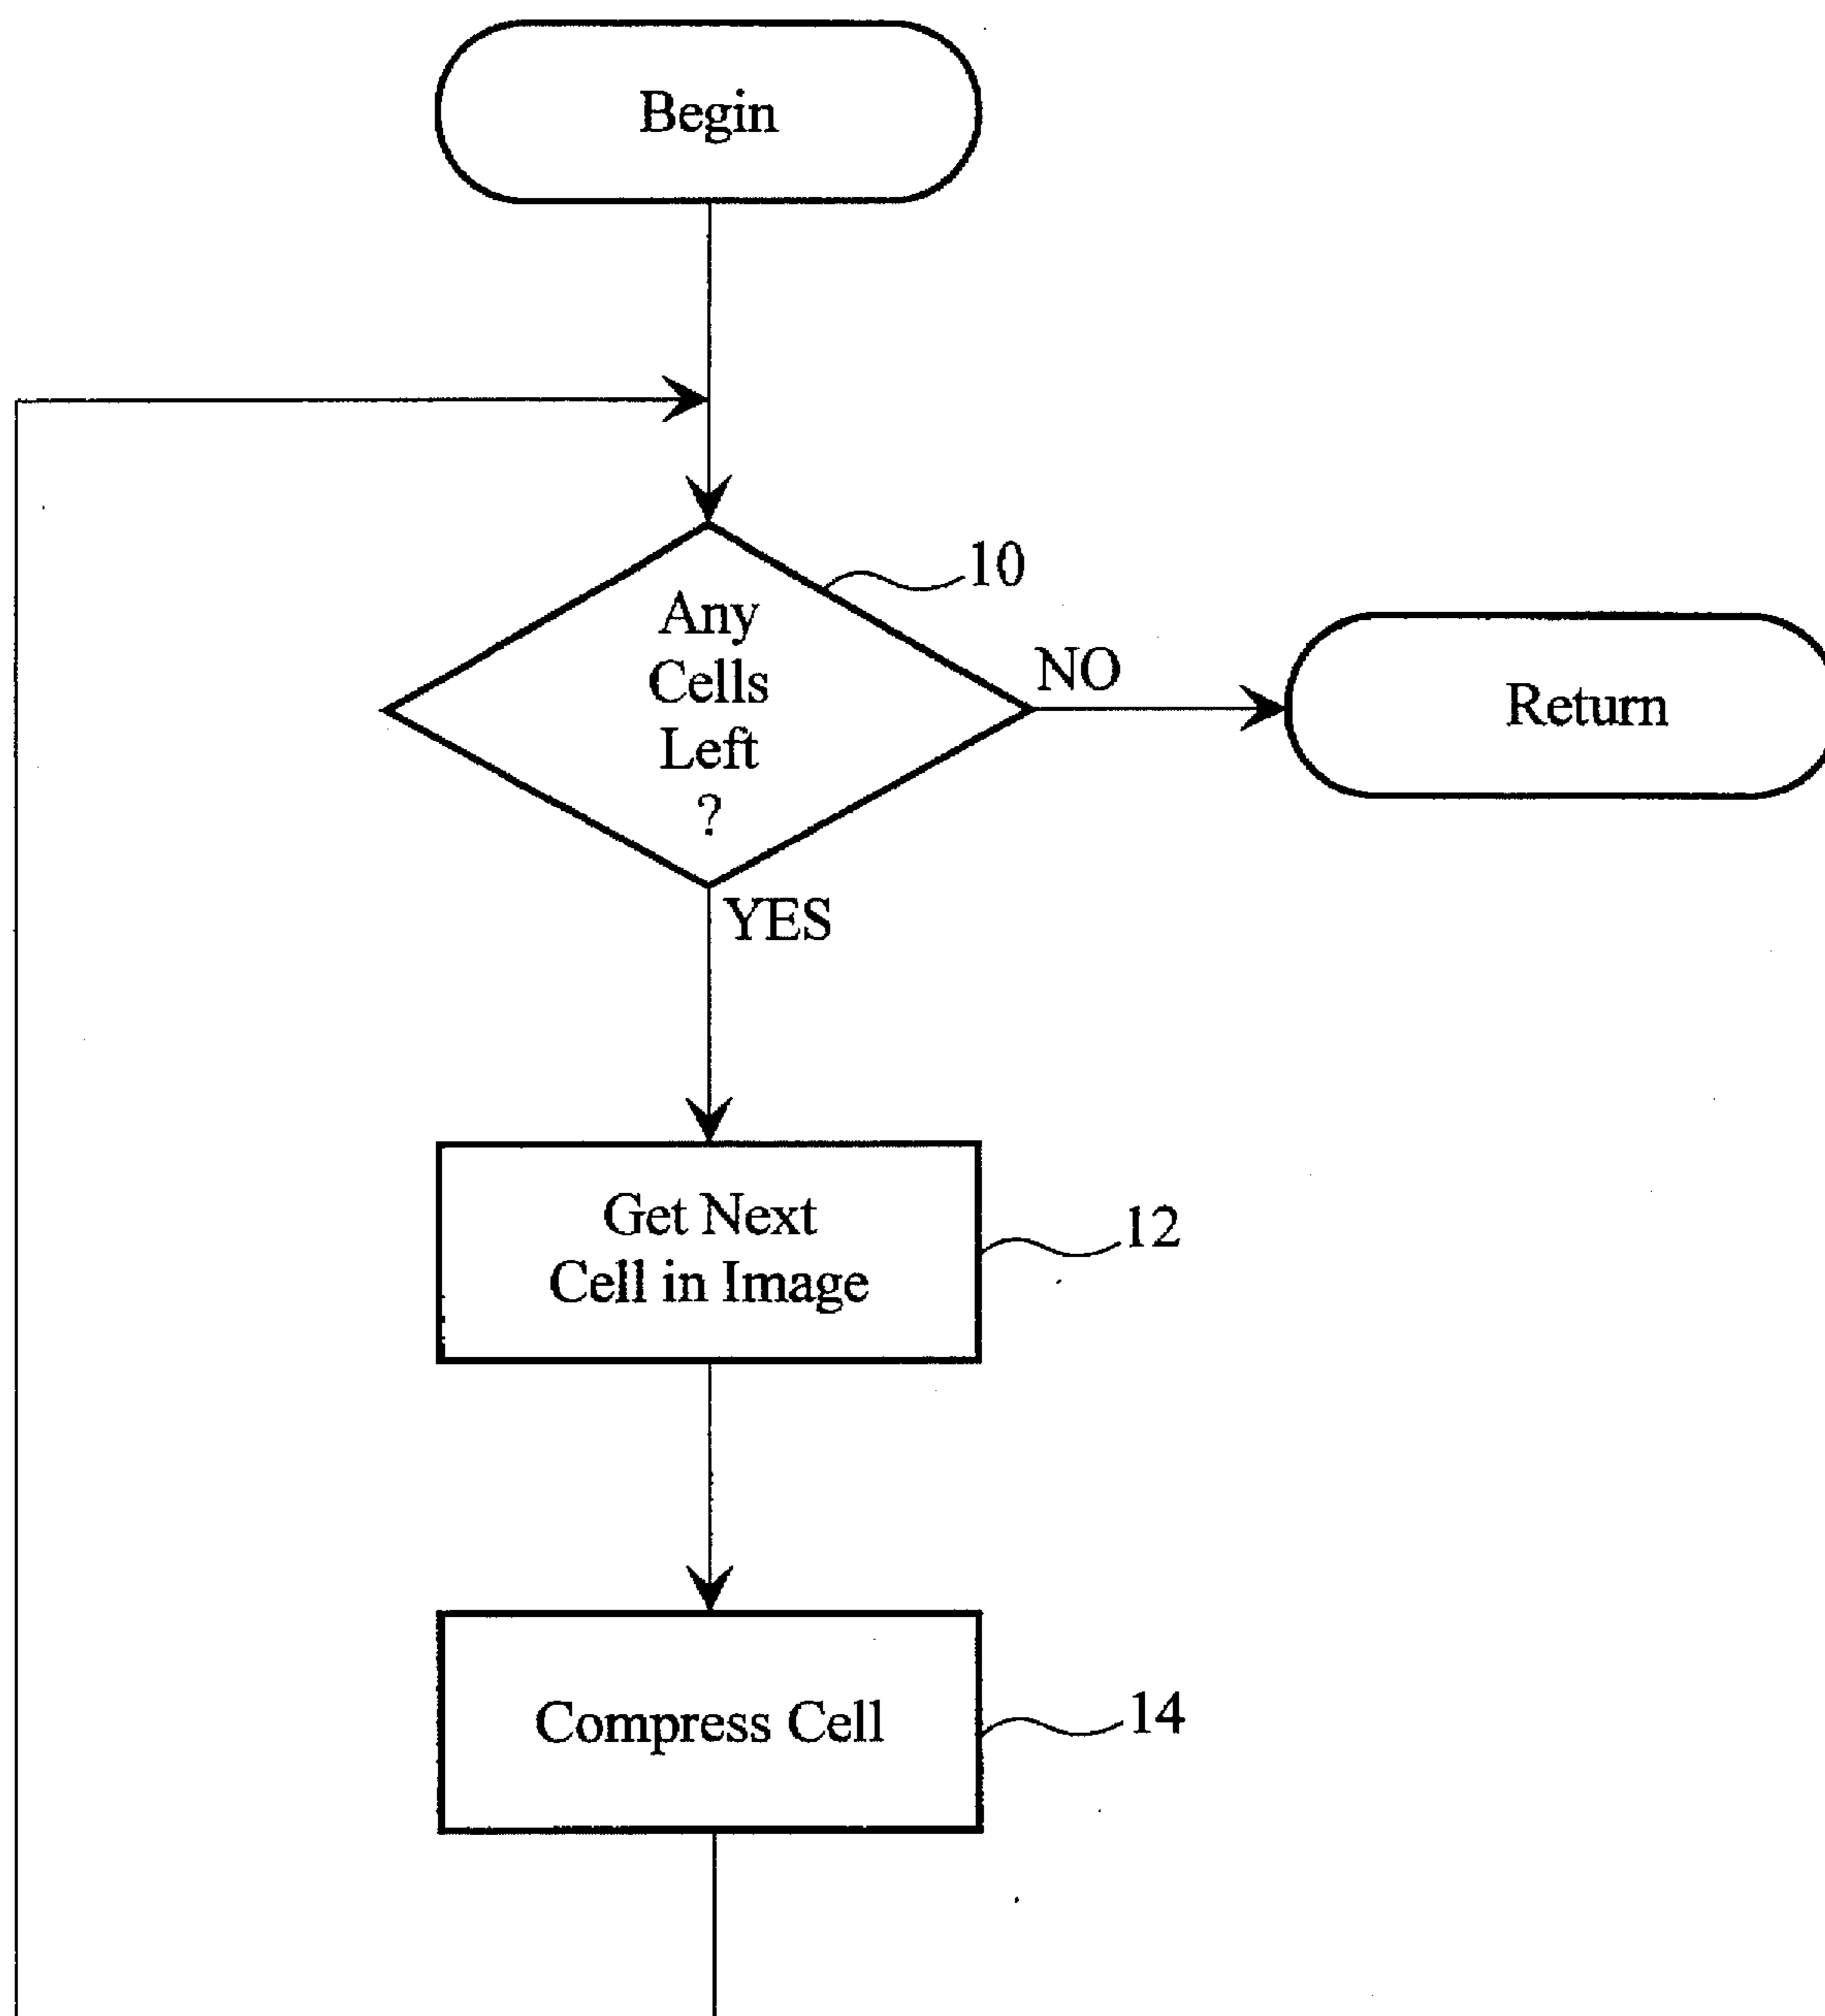 Begin
10
Any
Cells
Left
?
NO
Return
YES
Get Next
Cell in Image
12
Compress Cell
14